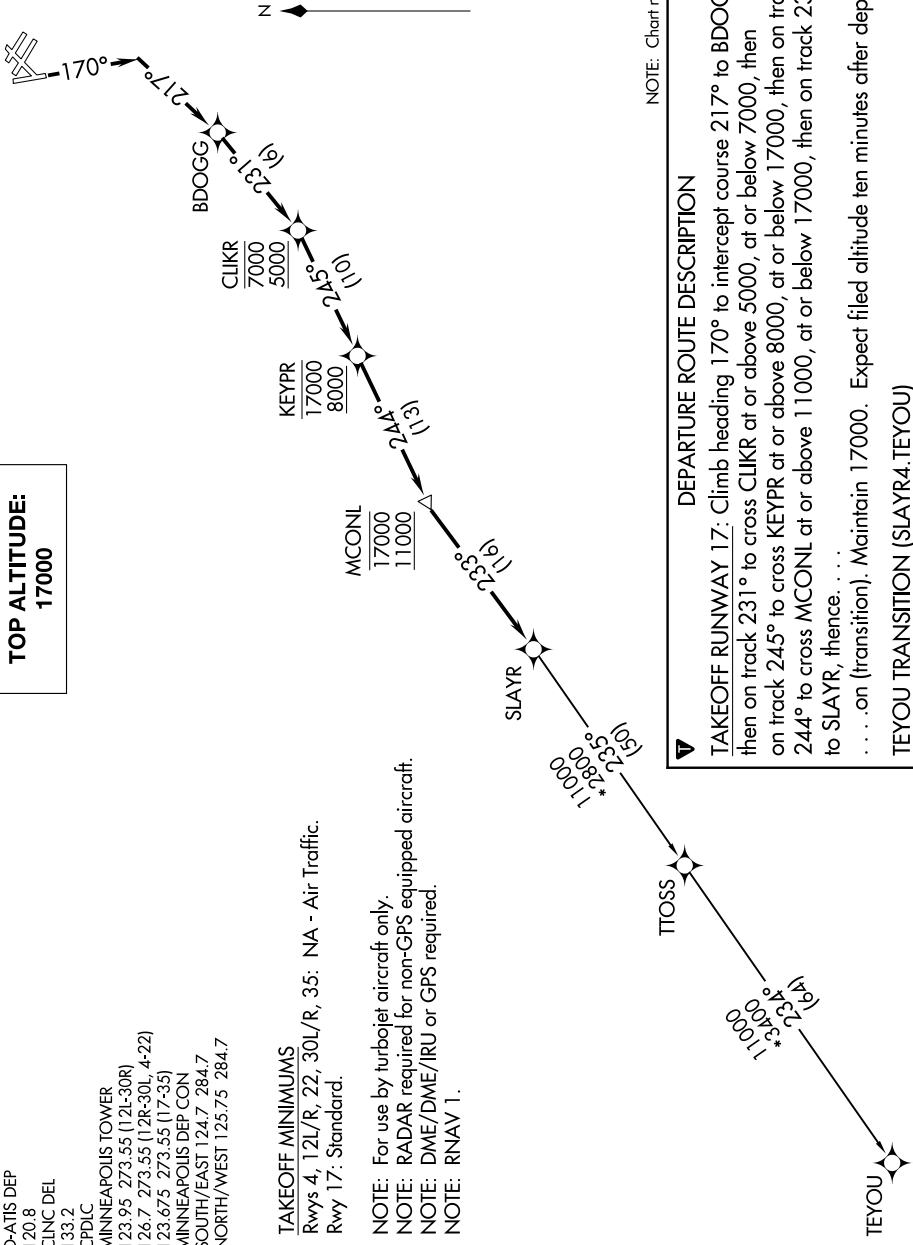 TOP ALTITUDE:
17000
D-ATIS DEP
120.8
CLNC DEL
133.2
CPDLC
MINNEAPOLIS TOWER
123.95 273.55 (12L-30R)
126.7 273.55 (12R-30L, 4-22)
123.675 273.55 (17-35)
MINNEAPOLIS DEP CON
SOUTH/EAST 124.7 284.7
NORTH/WEST 125.75 284.7
TAKEOFF MINIMUMS
Rwys 4, 12L/R, 22, 30L/R, 35: NA - Air Traffic.
Rwy 17: Standard.
NOTE: For use by turbojet aircraft only.
NOTE: RADAR required for non-GPS equipped aircraft.
NOTE: DME/DME/IRU or GPS required.
NOTE: RNAV 1.
N
170°
217°
BDOGG
231°
(6)
CLIKR
7000
5000
245°
(10)
KEYPR
17000
8000
244°
(13)
MCONL
17000
11000
233°
(16)
SLAYR
11000
*2800
235°
(50)
TTOSS
11000
*3400
234°
(64)
TEYOU
NOTE: Chart
T
DEPARTURE ROUTE DESCRIPTION
TAKEOFF RUNWAY 17: Climb heading 170° to intercept course 217° to BDOG
then on track 231° to cross CLIKR at or above 5000, at or below 7000, then
on track 245° to cross KEYPR at or above 8000, at or below 17000, then on tra
244° to cross MCONL at or above 11000, at or below 17000, then on track 23
to SLAYR, thence. . . .
. . . .on (transition). Maintain 17000. Expect filed altitude ten minutes after dep
TEYOU TRANSITION (SLAYR4.TEYOU)